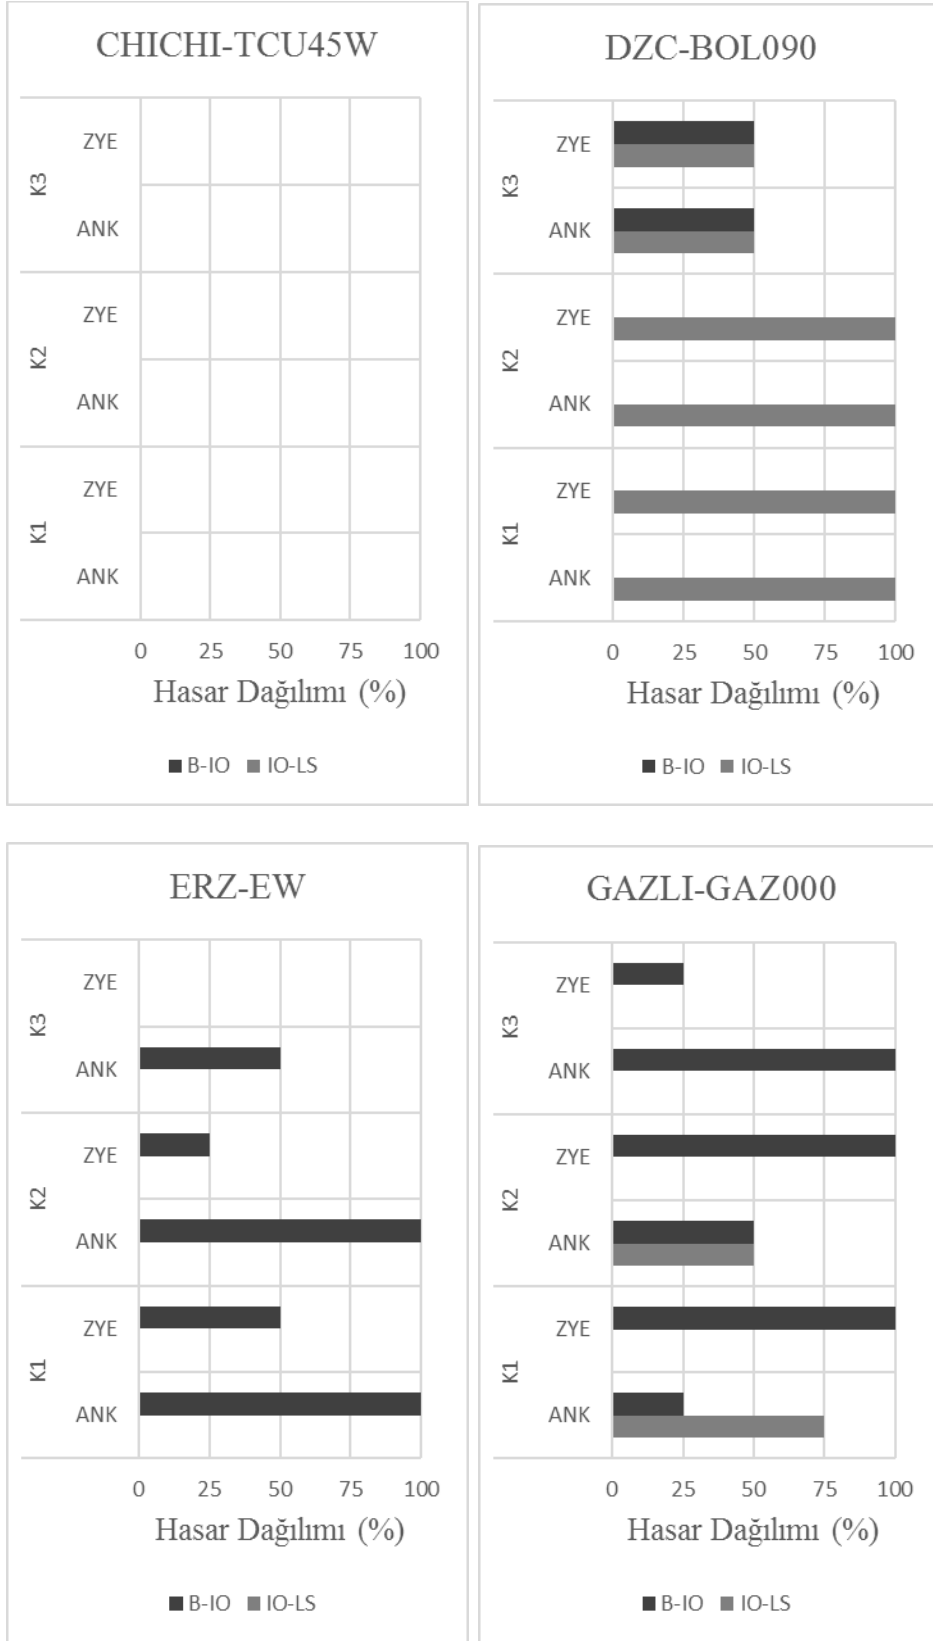 CHICHI-TCU45W
K3
ZYE
ANK
K2
ZYE
ANK
K1
ZYE
ANK
0 25 50 75 100
Hasar Dağılımı (%)
B-IO IO-LS
DZC-BOL090
K3
ZYE
ANK
K2
ZYE
ANK
K1
ZYE
ANK
0 25 50 75 100
Hasar Dağılımı (%)
B-IO IO-LS
ERZ-EW
K3
ZYE
ANK
K2
ZYE
ANK
K1
ZYE
ANK
0 25 50 75 100
Hasar Dağılımı (%)
B-IO IO-LS
GAZLI-GAZ000
K3
ZYE
ANK
K2
ZYE
ANK
K1
ZYE
ANK
0 25 50 75 100
Hasar Dağılımı (%)
B-IO IO-LS